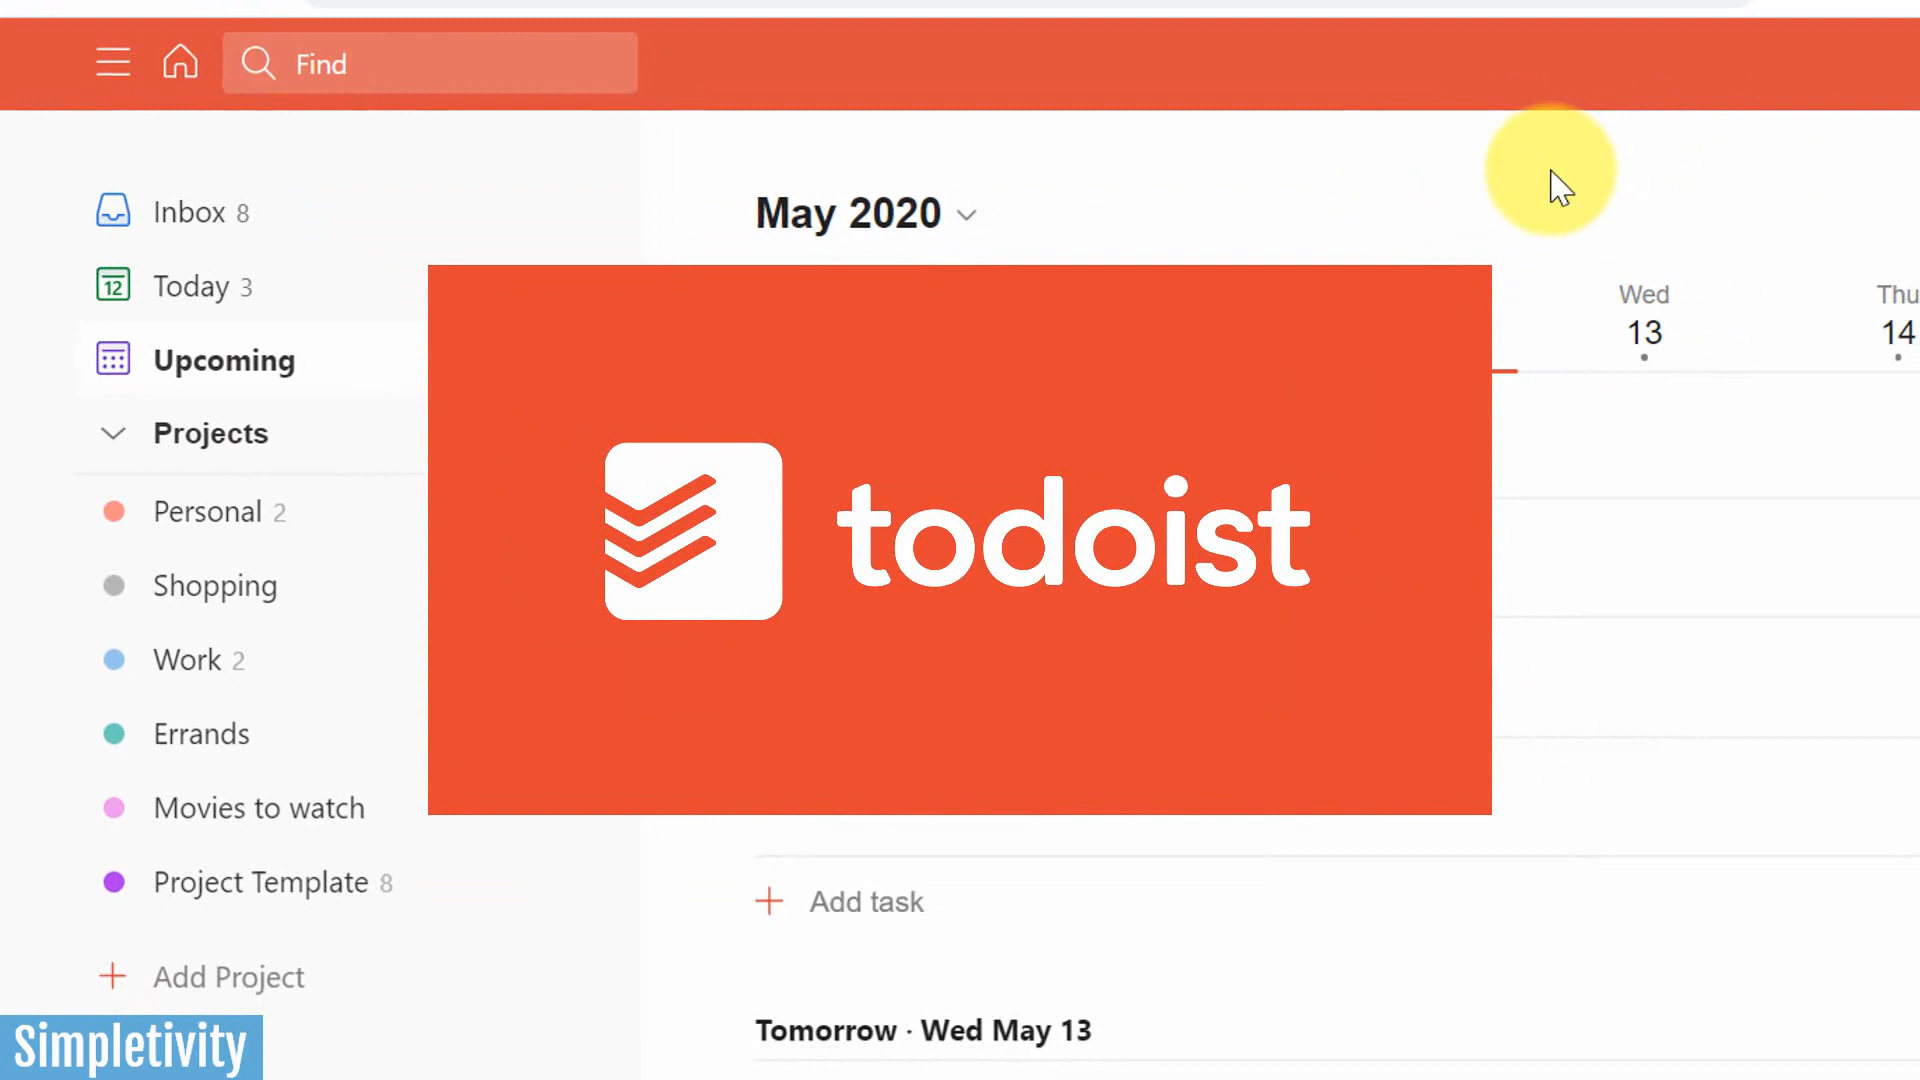 Find
Inbox 8
12
Today 3
Upcoming
Projects
Personal 2
Shopping
Work 2
Errands
Movies to watch
Project Template 8
Add Project
May 2020
Wed
13
Thu
14
todoist
Add task
Tomorrow · Wed May 13
Simpletivity